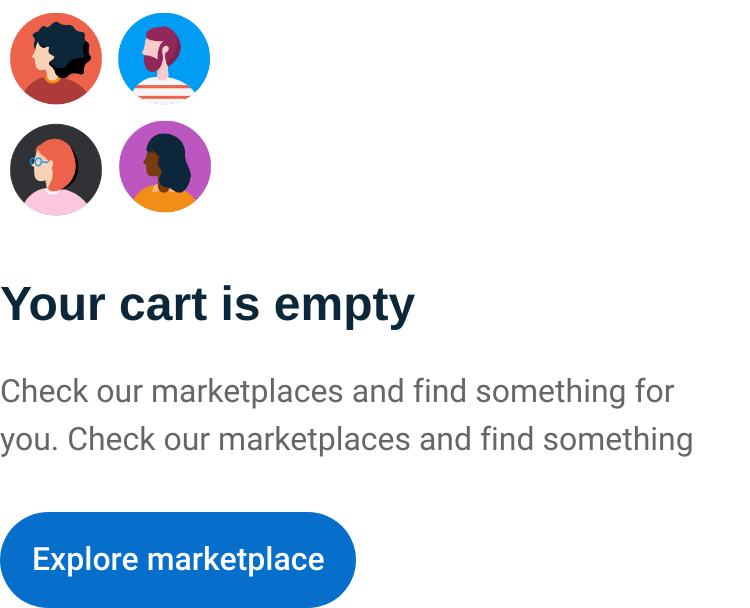 Your cart is empty
Check our marketplaces and find something for
you. Check our marketplaces and find something
Explore marketplace